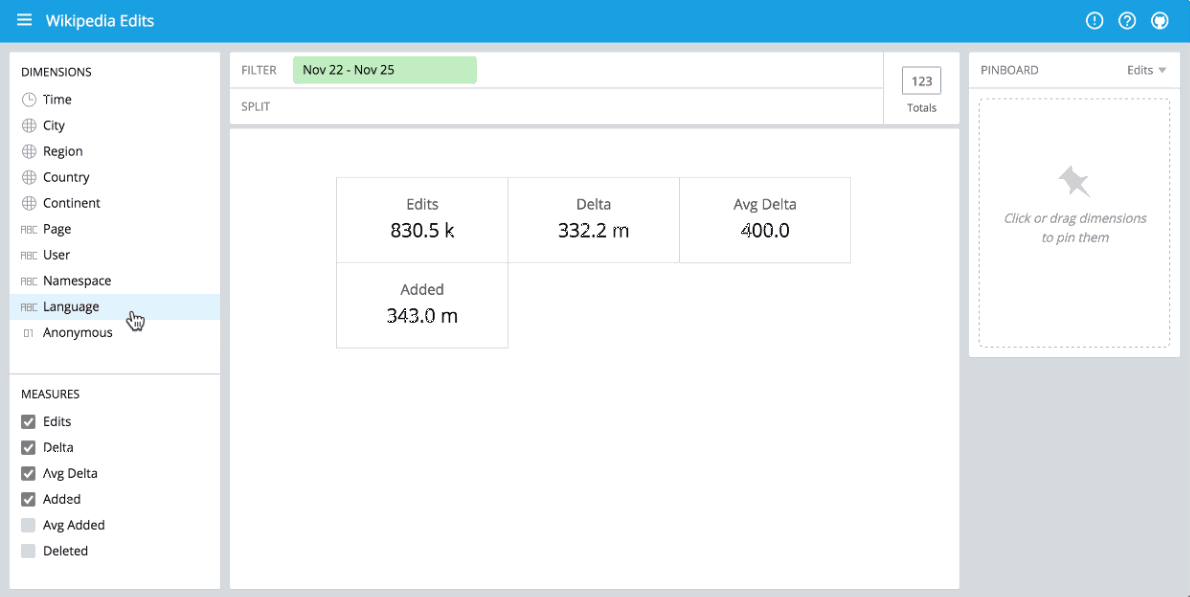 Wikipedia Edits
DIMENSIONS
Time
City
Region
Country
Continent
ABC Page
ABC User
ABC Namespace
ABC Language
01 Anonymous
MEASURES
Edits
Delta
Avg Delta
Added
Avg Added
Deleted
FILTER Nov 22 - Nov 25
SPLIT
123
Totals
Edits
830.5 k
Delta
332.2 m
Avg Delta
400.0
Added
343.0 m
PINBOARD Edits
Click or drag dimensions
to pin them